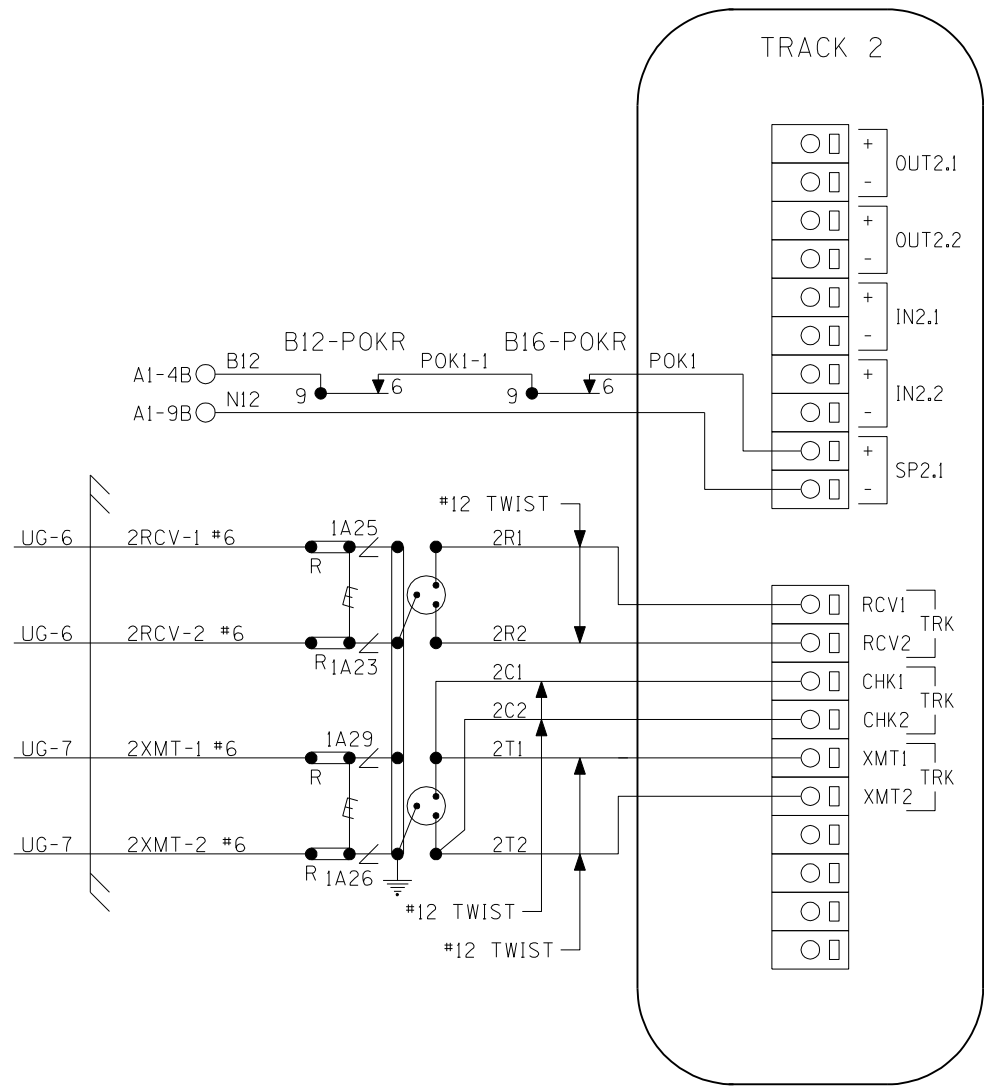 TRACK 2
+
OUT2.1
-
+
OUT2.2
-
+
IN2.1
-
B12-POKR
B16-POKR
A1-4B
B12
POK1-1
POK1
9
6
9
6
+
IN2.2
-
A1-9B
N12
+
SP2.1
-
#12 TWIST
UG-6
2RCV-1 #6
1A25
R
2R1
RCV1
TRK
E
UG-6
2RCV-2 #6
R
1A23
2R2
RCV2
2C1
CHK1
TRK
2C2
CHK2
UG-7
2XMT-1 #6
1A29
R
2T1
XMT1
TRK
E
XMT2
UG-7
2XMT-2 #6
R
1A26
2T2
#12 TWIST
#12 TWIST